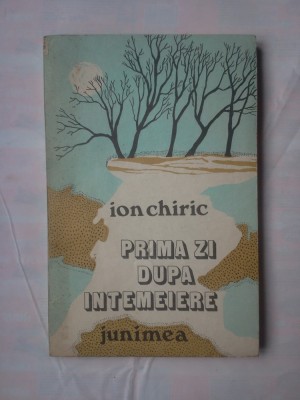 ion chiric
PRIMA ZI
DUPA
INTEMEIERE
junimea